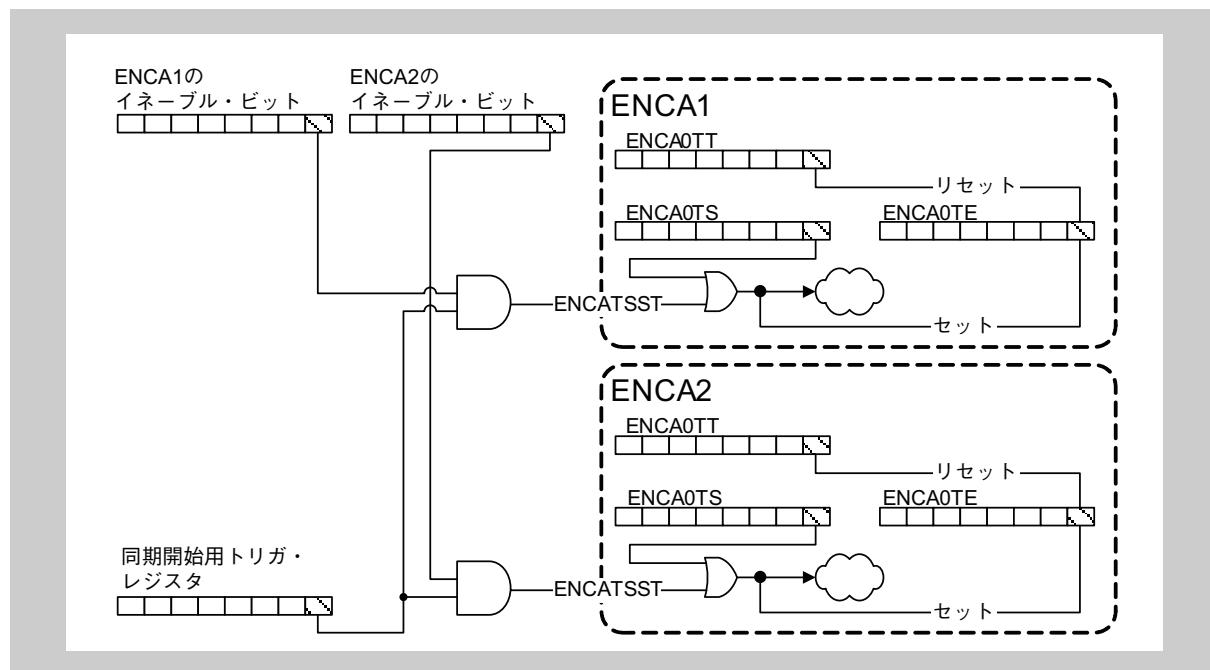 ENCA1の
イネーブル・ビット
ENCA2の
イネーブル・ビット
ENCA1
ENCA0TT
リセット
ENCA0TS
ENCA0TE
ENCATSST
セット
ENCA2
ENCA0TT
リセット
ENCA0TS
ENCA0TE
ENCATSST
セット
同期開始用トリガ・
レジスタ